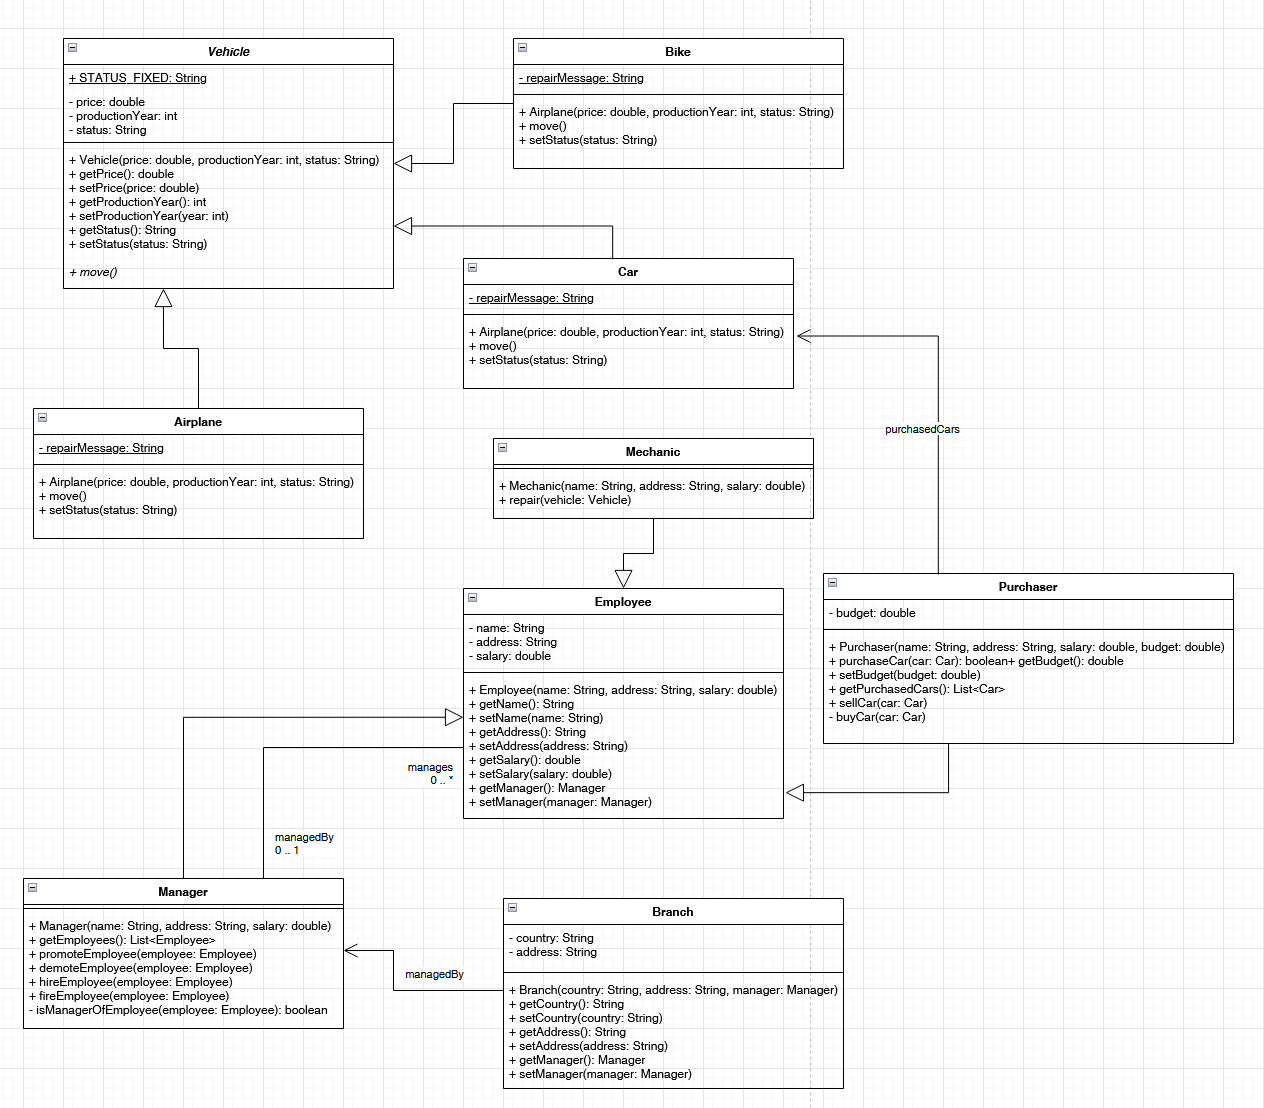 Vehicle
+ STATUS_FIXED: String
- price: double
- productionYear: int
- status: String
+ Vehicle(price: double, productionYear: int, status: String)
+ getPrice(): double
+ setPrice(price: double)
+ getProductionYear(): int
+ setProductionYear(year: int)
+ getStatus(): String
+ setStatus(status: String)
+ move()
Bike
- repairMessage: String
+ Airplane(price: double, productionYear: int, status: String)
+ move()
+ setStatus(status: String)
Car
- repairMessage: String
+ Airplane(price: double, productionYear: int, status: String)
+ move()
+ setStatus(status: String)
Airplane
- repairMessage: String
+ Airplane(price: double, productionYear: int, status: String)
+ move()
+ setStatus(status: String)
purchasedCars
Mechanic
+ Mechanic(name: String, address: String, salary: double)
+ repair(vehicle: Vehicle)
Employee
- name: String
- address: String
- salary: double
+ Employee(name: String, address: String, salary: double)
+ getName(): String
+ setName(name: String)
+ getAddress(): String
+ setAddress(address: String)
+ getSalary(): double
+ setSalary(salary: double)
+ getManager(): Manager
+ setManager(manager: Manager)
Purchaser
- budget: double
+ Purchaser(name: String, address: String, salary: double, budget: double)
+ purchaseCar(car: Car): boolean+ getBudget(): double
+ setBudget(budget: double)
+ getPurchasedCars(): List<Car>
+ sellCar(car: Car)
- buyCar(car: Car)
manages
0 .. *
managedBy
0 .. 1
Manager
+ Manager(name: String, address: String, salary: double)
+ getEmployees(): List<Employee>
+ promoteEmployee(employee: Employee)
+ demoteEmployee(employee: Employee)
+ hireEmployee(employee: Employee)
+ fireEmployee(employee: Employee)
- isManagerOfEmployee(employee: Employee): boolean
managedBy
Branch
- country: String
- address: String
+ Branch(country: String, address: String, manager: Manager)
+ getCountry(): String
+ setCountry(country: String)
+ getAddress(): String
+ setAddress(address: String)
+ getManager(): Manager
+ setManager(manager: Manager)